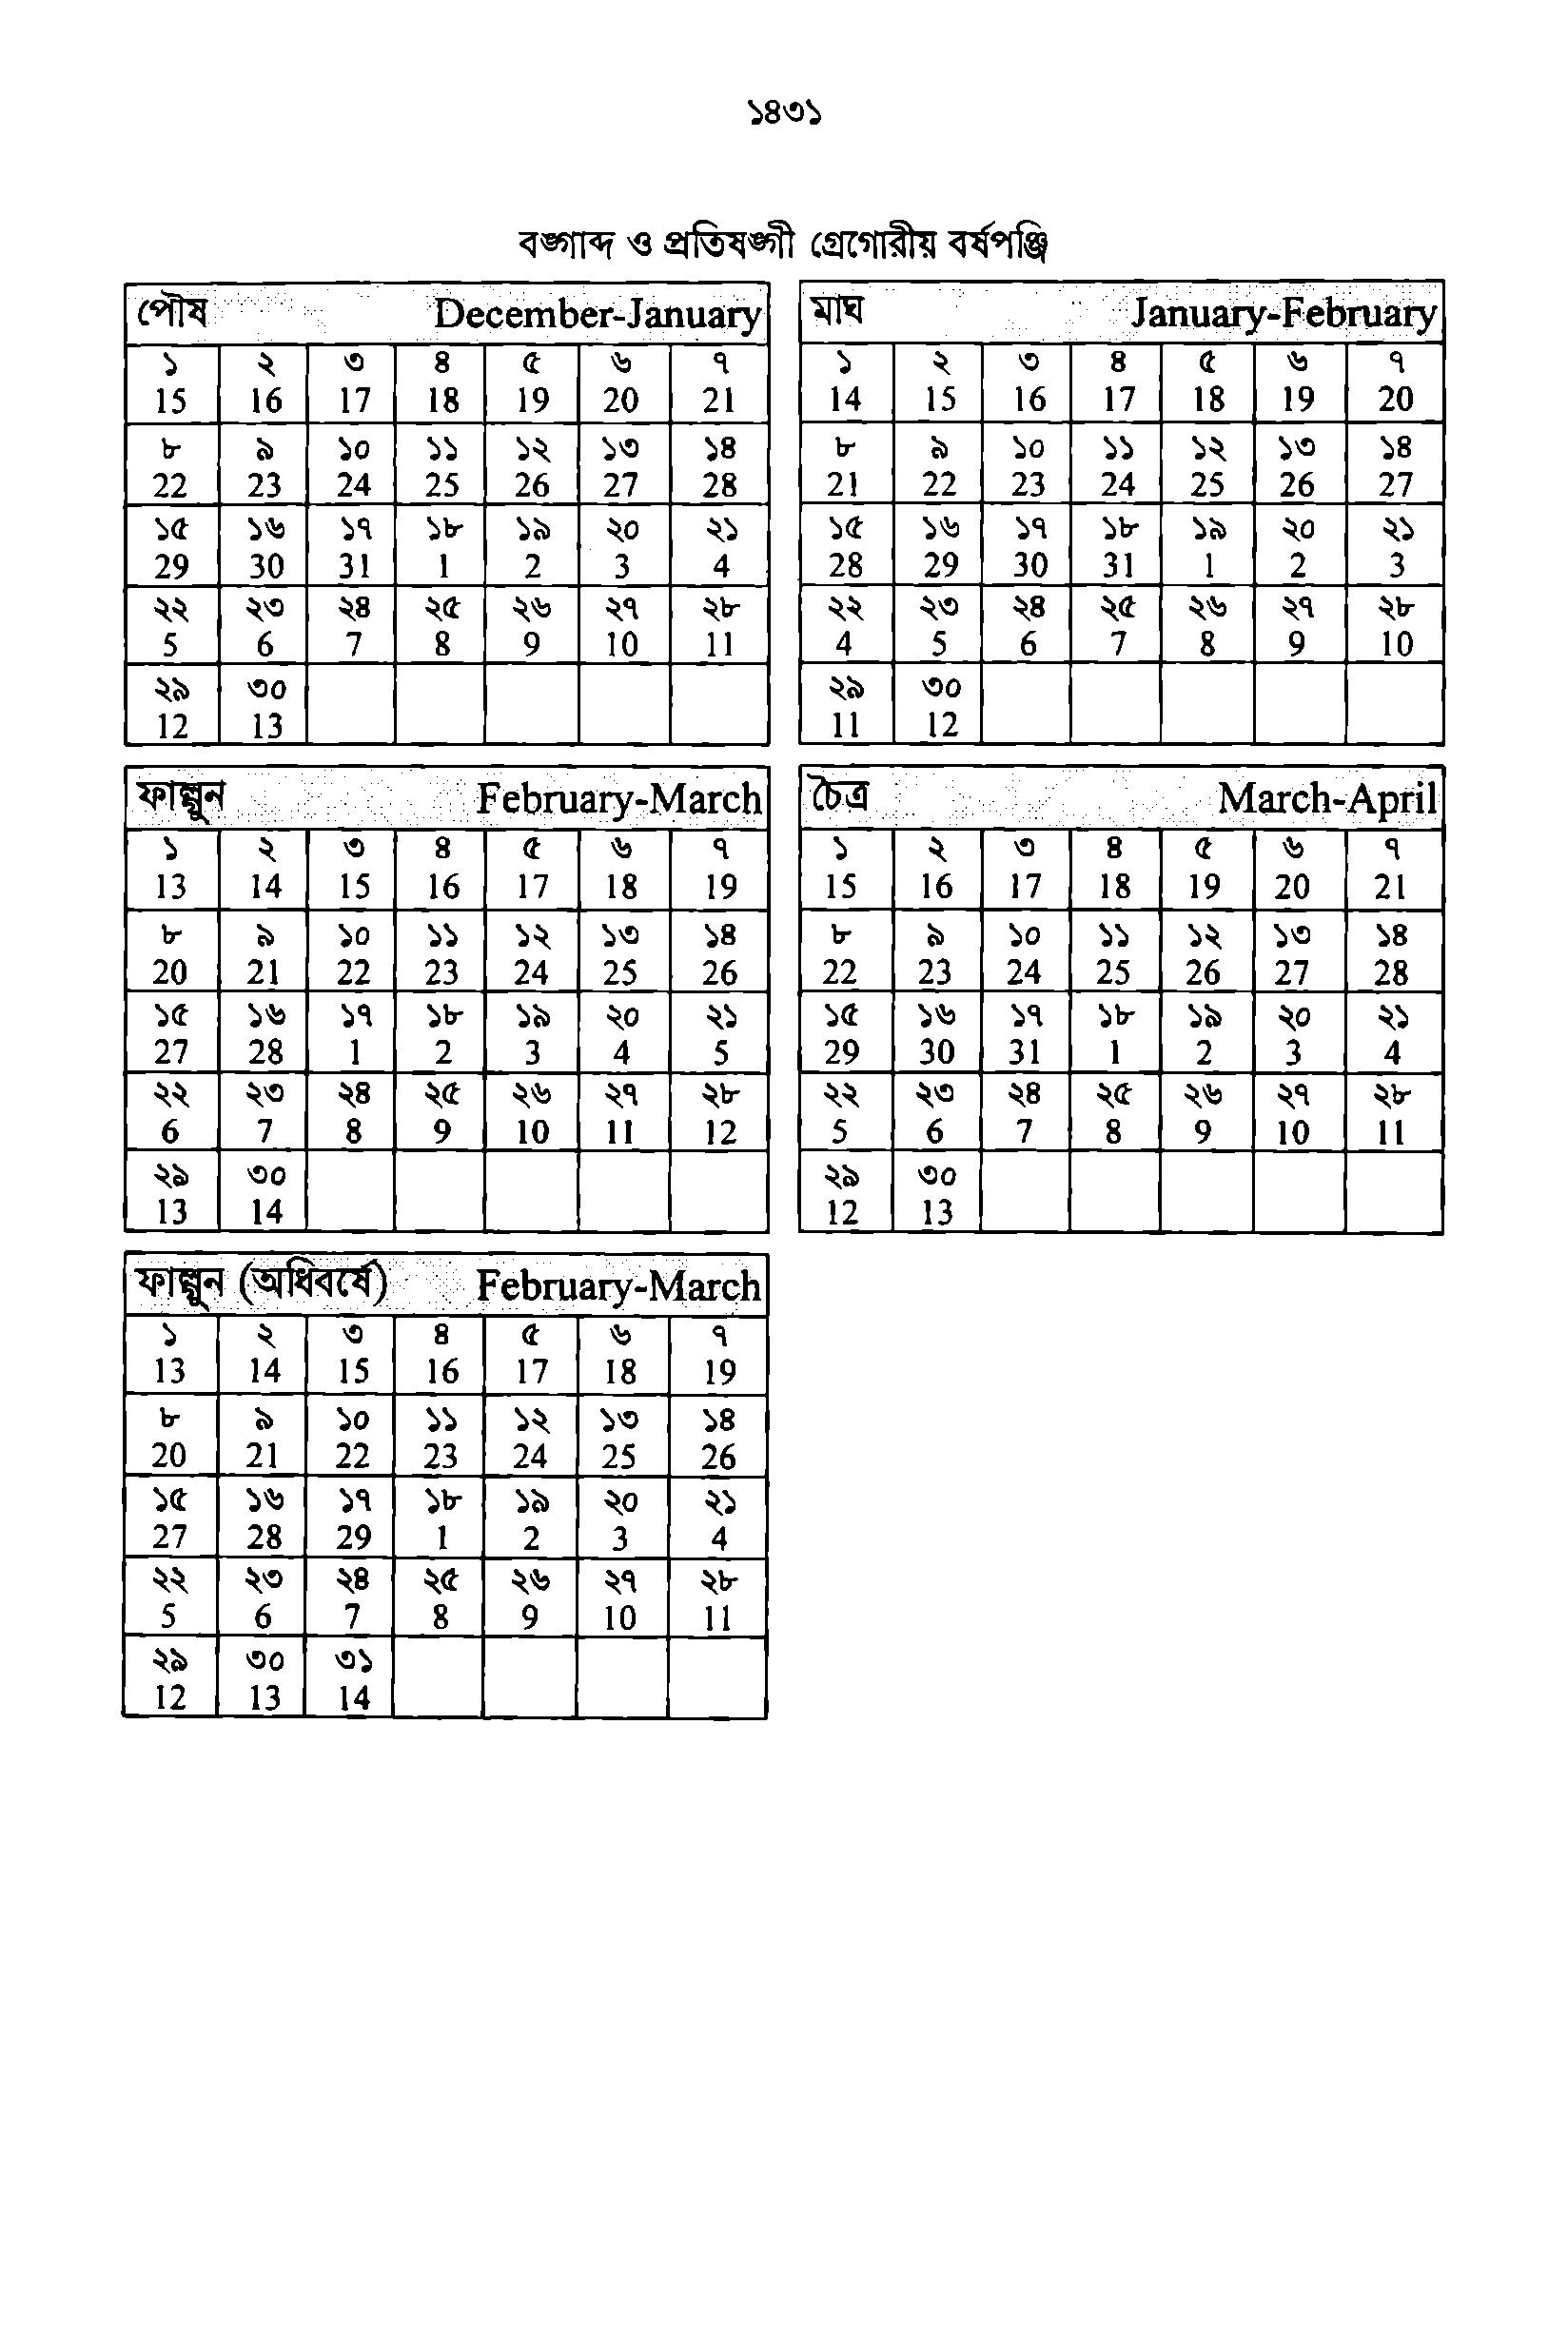 ১৪৩১
বঙ্গাব্দ ও প্রতিষঙ্গী গ্রেগোরীয় বর্ষপঞ্জি
পৌষ December-January
১ ২ ৩ ৪ ৫ ৬ ৭
15 16 17 18 19 20 21
৮ ৯ ১০ ১১ ১২ ১৩ ১৪
22 23 24 25 26 27 28
১৫ ১৬ ১৭ ১৮ ১৯ ২০ ২১
29 30 31 1 2 3 4
২২ ২৩ ২৪ ২৫ ২৬ ২৭ ২৮
5 6 7 8 9 10 11
২৯ ৩০
12 13
মাঘ January-February
১ ২ ৩ ৪ ৫ ৬ ৭
14 15 16 17 18 19 20
৮ ৯ ১০ ১১ ১২ ১৩ ১৪
21 22 23 24 25 26 27
১৫ ১৬ ১৭ ১৮ ১৯ ২০ ২১
28 29 30 31 1 2 3
২২ ২৩ ২৪ ২৫ ২৬ ২৭ ২৮
4 5 6 7 8 9 10
২৯ ৩০
11 12
ফাল্গুন February-March
১ ২ ৩ ৪ ৫ ৬ ৭
13 14 15 16 17 18 19
৮ ৯ ১০ ১১ ১২ ১৩ ১৪
20 21 22 23 24 25 26
১৫ ১৬ ১৭ ১৮ ১৯ ২০ ২১
27 28 1 2 3 4 5
২২ ২৩ ২৪ ২৫ ২৬ ২৭ ২৮
6 7 8 9 10 11 12
২৯ ৩০
13 14
চৈত্র March-April
১ ২ ৩ ৪ ৫ ৬ ৭
15 16 17 18 19 20 21
৮ ৯ ১০ ১১ ১২ ১৩ ১৪
22 23 24 25 26 27 28
১৫ ১৬ ১৭ ১৮ ১৯ ২০ ২১
29 30 31 1 2 3 4
২২ ২৩ ২৪ ২৫ ২৬ ২৭ ২৮
5 6 7 8 9 10 11
২৯ ৩০
12 13
ফাল্গুন (অধিবর্ষে) February-March
১ ২ ৩ ৪ ৫ ৬ ৭
13 14 15 16 17 18 19
৮ ৯ ১০ ১১ ১২ ১৩ ১৪
20 21 22 23 24 25 26
১৫ ১৬ ১৭ ১৮ ১৯ ২০ ২১
27 28 29 1 2 3 4
২২ ২৩ ২৪ ২৫ ২৬ ২৭ ২৮
5 6 7 8 9 10 11
২৯ ৩০ ৩১
12 13 14